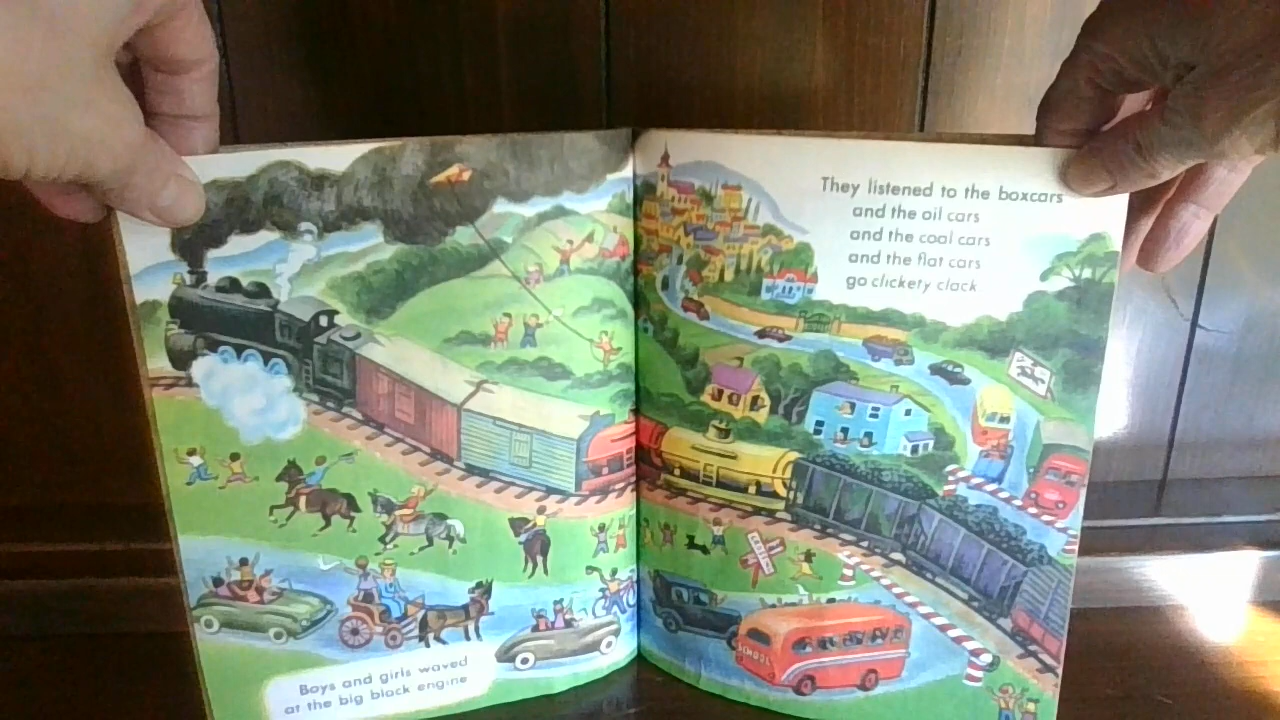 Boys and girls waved
at the big black engine
They listened to the boxcars
and the oil cars
and the coal cars
and the flat cars
go clickety clack
SCHOOL